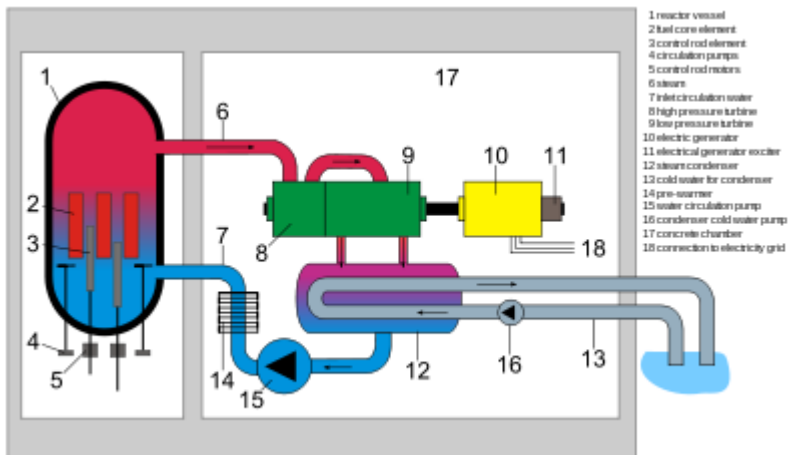 1
2
3
4
5
6
7
8
9
10
11
12
13
14
15
16
17
18
1 reactor vessel
2 fuel core element
3 control rod element
4 circulation pumps
5 control rod motors
6 steam
7 inlet circulation water
8 high pressure turbine
9 low pressure turbine
10 electric generator
11 electrical generator exciter
12 steam condenser
13 cold water for condenser
14 pre-warmer
15 water circulation pump
16 condenser cold water pump
17 concrete chamber
18 connection to electricity grid